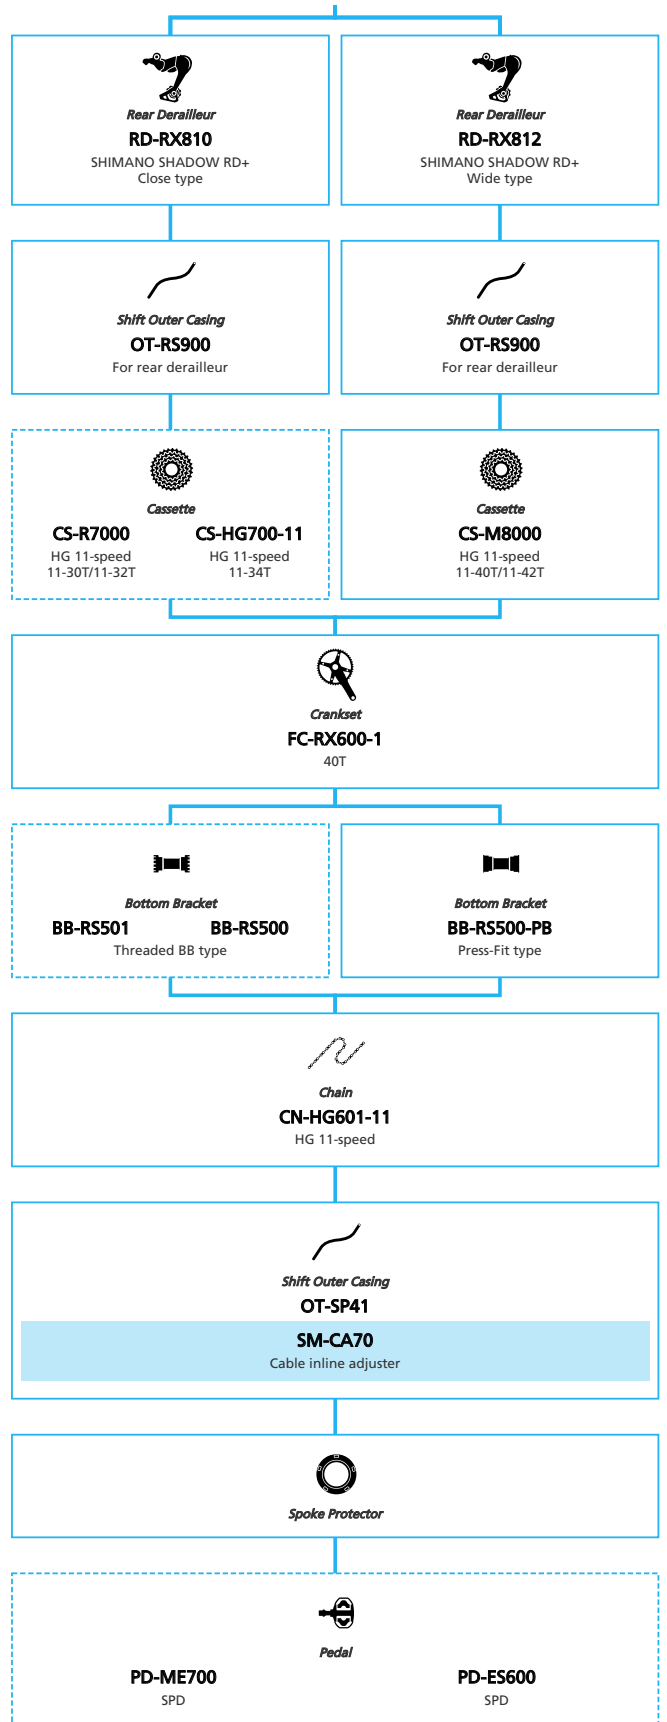 Rear Derailleur
RD-RX810
SHIMANO SHADOW RD+
Close type
Rear Derailleur
RD-RX812
SHIMANO SHADOW RD+
Wide type
Shift Outer Casing
OT-RS900
For rear derailleur
Shift Outer Casing
OT-RS900
For rear derailleur
Cassette
CS-R7000
HG 11-speed
11-30T/11-32T
CS-HG700-11
HG 11-speed
11-34T
Cassette
CS-M8000
HG 11-speed
11-40T/11-42T
Crankset
FC-RX600-1
40T
Bottom Bracket
BB-RS501 BB-RS500
Threaded BB type
Bottom Bracket
BB-RS500-PB
Press-Fit type
Chain
CN-HG601-11
HG 11-speed
Shift Outer Casing
OT-SP41
SM-CA70
Cable inline adjuster
Spoke Protector
Pedal
PD-ME700
SPD
PD-ES600
SPD